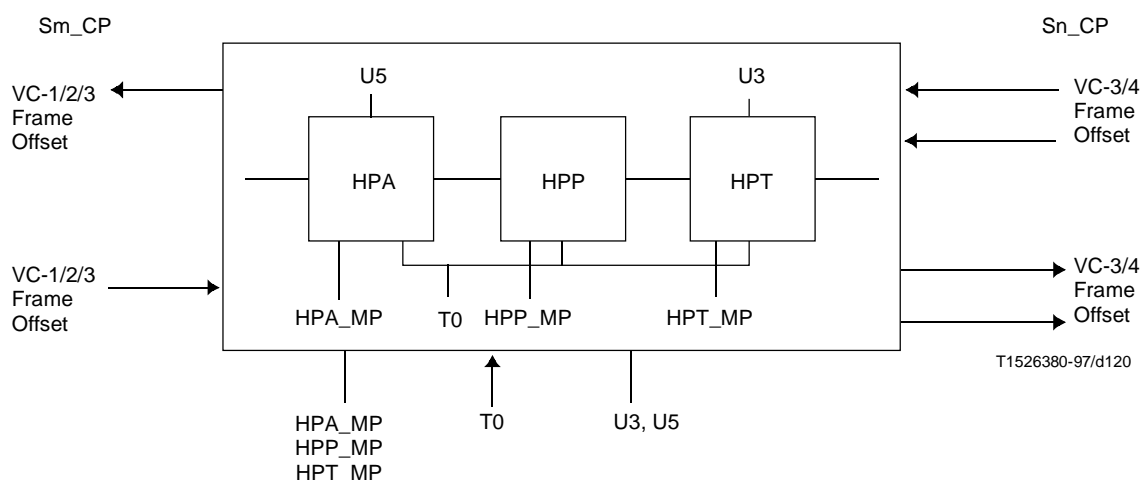 Sm_CP
Sn_CP
VC-1/2/3
Frame
Offset
U5
U3
VC-3/4
Frame
Offset
HPA
HPP
HPT
VC-1/2/3
Frame
Offset
HPA_MP
T0
HPP_MP
HPT_MP
VC-3/4
Frame
Offset
T1526380-97/d120
HPA_MP
HPP_MP
HPT_MP
T0
U3, U5